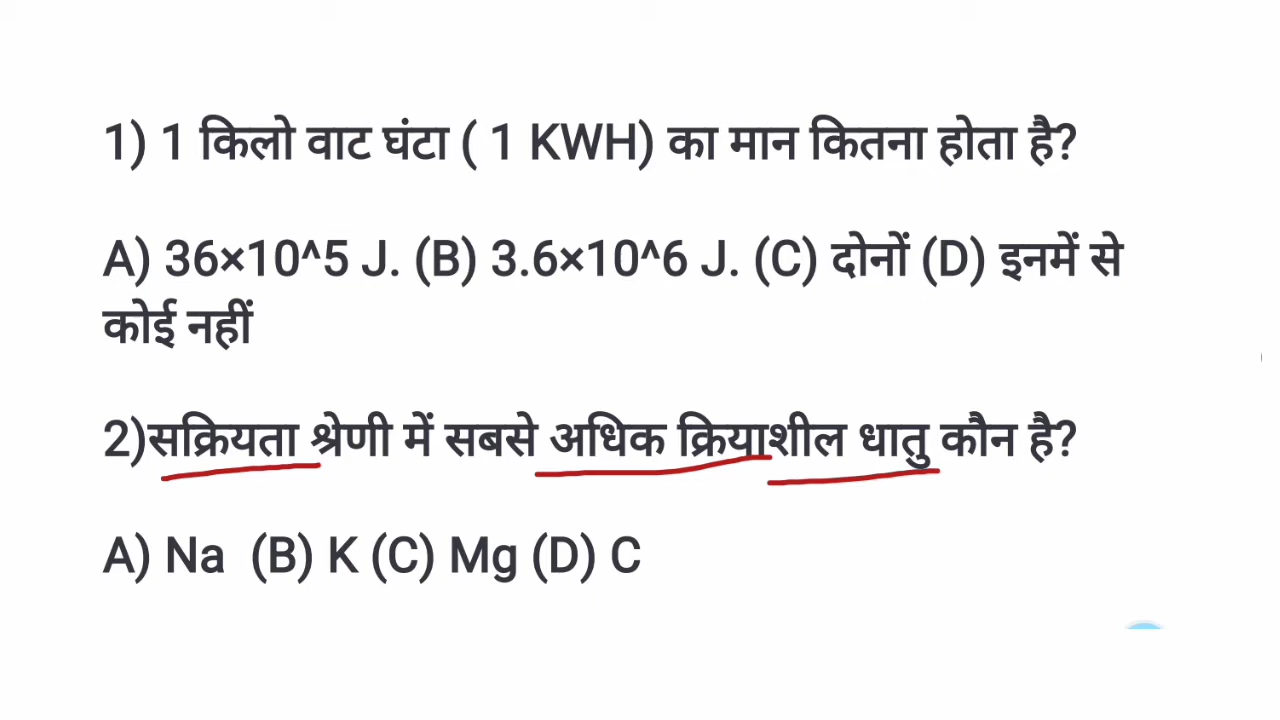 1) 1 किलो वाट घंटा ( 1 KWH) का मान कितना होता है?
A) 36×10^5 J. (B) 3.6×10^6 J. (C) दोनों (D) इनमें से
कोई नहीं
2)सक्रियता श्रेणी में सबसे अधिक क्रियाशील धातु कौन है?
A) Na (B) K (C) Mg (D) C